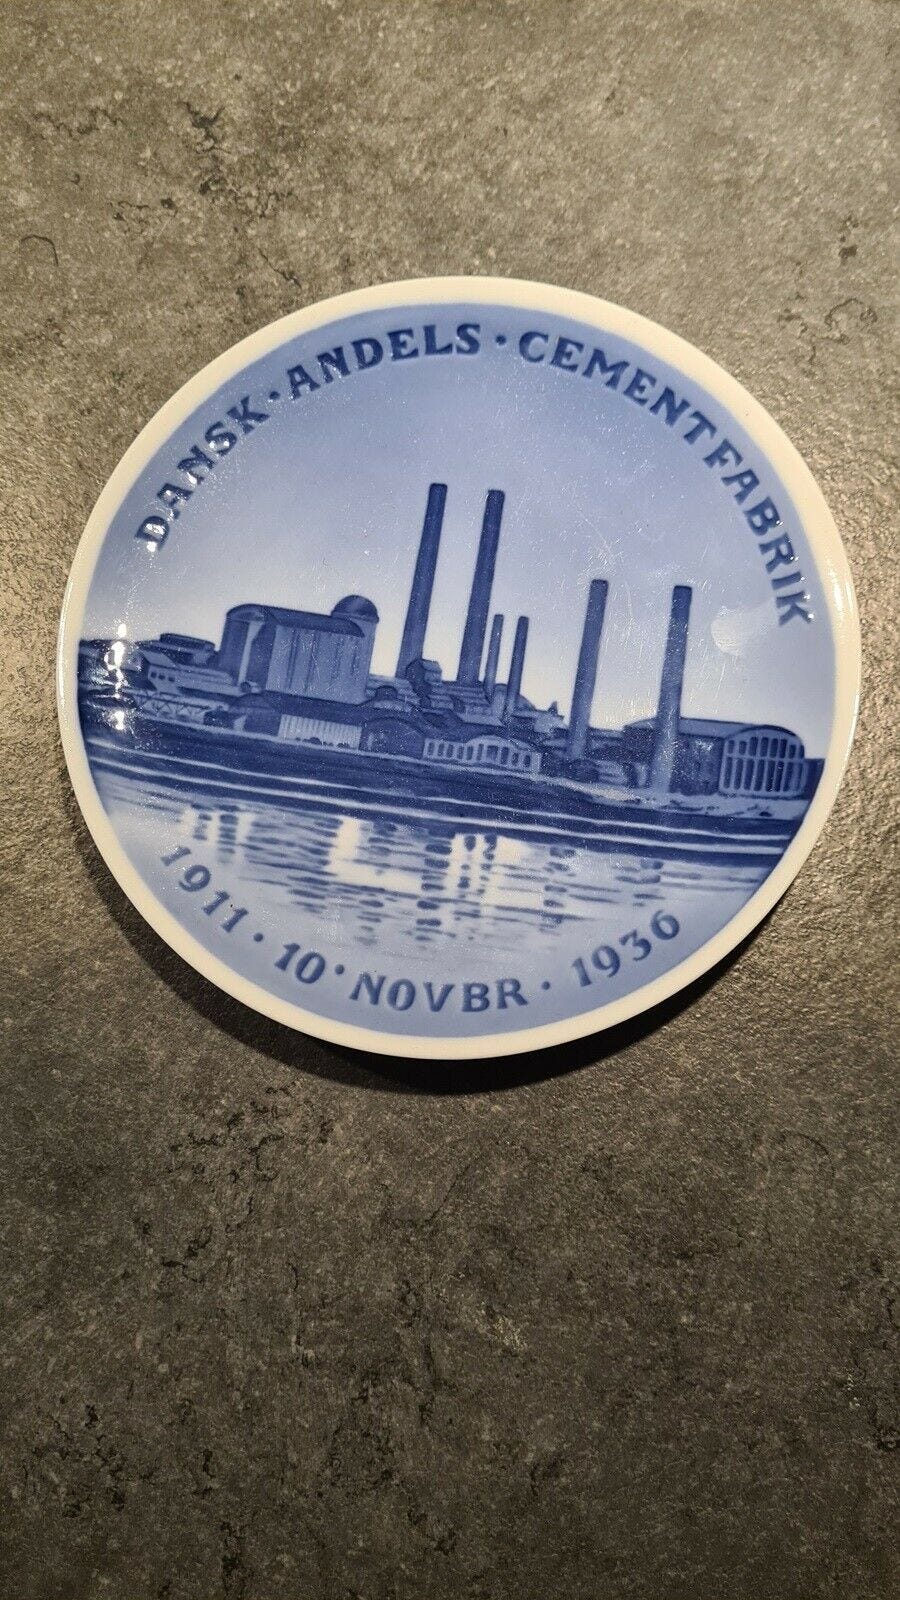 DANSK · ANDELS · CEMENTFABRIK
1911 · 10' NOVBR · 1936